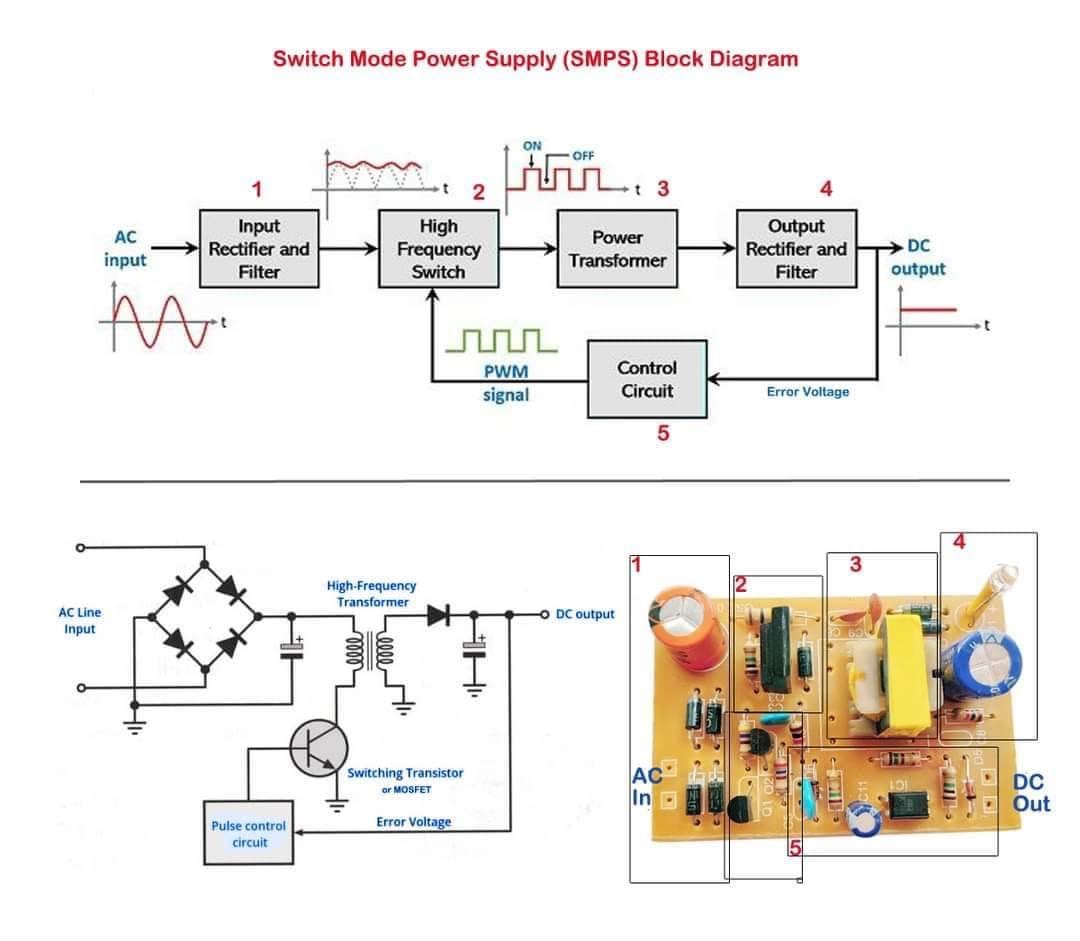 Switch Mode Power Supply (SMPS) Block Diagram
ON
OFF
1
t
2
t
3
4
AC
input
Input
Rectifier and
Filter
High
Frequency
Switch
Power
Transformer
Output
Rectifier and
Filter
DC
output
t
t
PWM
signal
Control
Circuit
Error Voltage
5
High-Frequency
Transformer
AC Line
Input
+
+
DC output
Switching Transistor
or MOSFET
Pulse control
circuit
Error Voltage
1
2
3
4
AC
In
Q1
Q2
C11
DC
Out
5